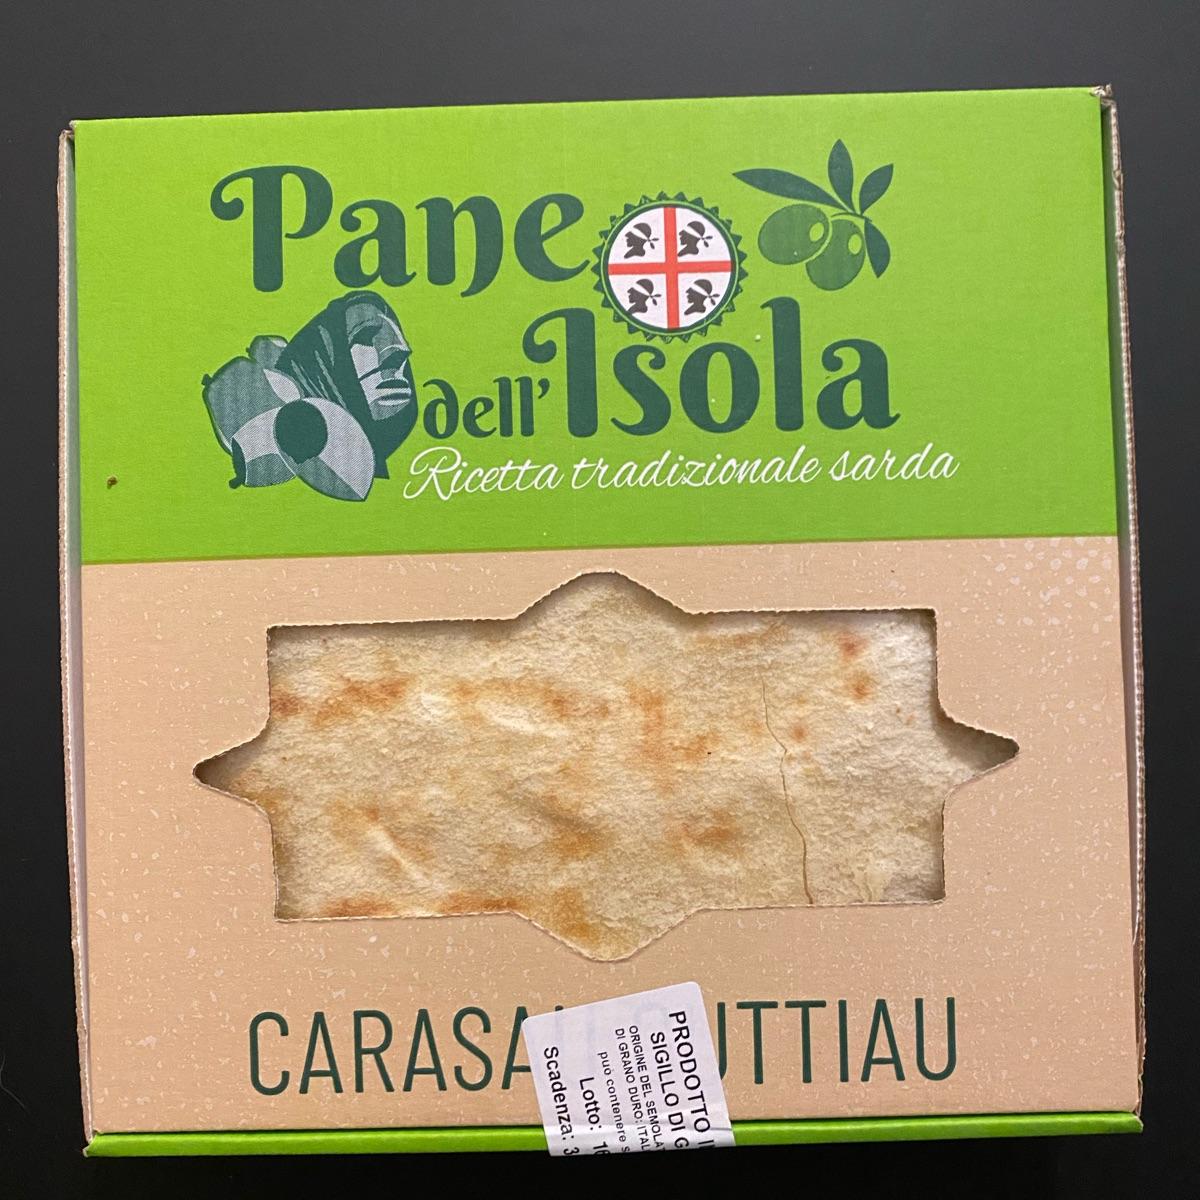 Pane
dell'Isola
Ricetta tradizionale sarda
CARASAU GUTTIAU
PRODOTTO
SIGILLO DI
ORIGINE DEL SEMOLA
DI GRANO DURO: ITAL
può contenere
Lotto:
Scadenza: